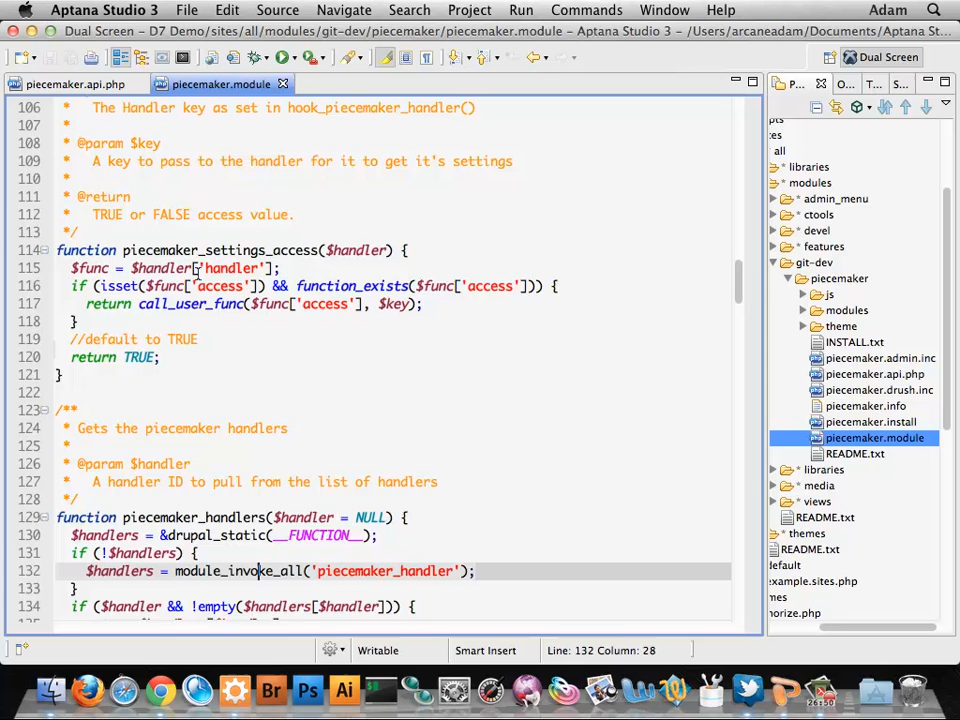 Aptana Studio 3 File Edit Source Navigate Search Project Run Commands Window Help Adam
Dual Screen - D7 Demo/sites/all/modules/git-dev/piecemaker/piecemaker.module - Aptana Studio 3 - /Users/arcaneadam/Documents/Aptana S...
Dual Screen
piecemaker.api.php
piecemaker.module
P...
O...
T...
S...
106 * The Handler key as set in hook_piecemaker_handler()
107 *
108 * @param $key
109 * A key to pass to the handler for it to get it's settings
110 *
111 * @return
112 * TRUE or FALSE access value.
113 */
114 function piecemaker_settings_access($handler) {
115 $func = $handler['handler'];
116 if (isset($func['access']) && function_exists($func['access'])) {
117 return call_user_func($func['access'], $key);
118 }
119 //default to TRUE
120 return TRUE;
121 }
122
123 /**
124 * Gets the piecemaker handlers
125 *
126 * @param $handler
127 * A handler ID to pull from the list of handlers
128 */
129 function piecemaker_handlers($handler = NULL) {
130 $handlers = &drupal_static(__FUNCTION__);
131 if (!$handlers) {
132 $handlers = module_invoke_all('piecemaker_handler');
133 }
134 if ($handler && !empty($handlers[$handler])) {
pts
tes
all
libraries
modules
admin_menu
ctools
devel
features
git-dev
piecemaker
js
modules
theme
INSTALL.txt
piecemaker.admin.inc
piecemaker.api.php
piecemaker.drush.inc
piecemaker.info
piecemaker.install
piecemaker.module
README.txt
libraries
media
views
README.txt
themes
README.txt
default
example.sites.php
horize.php
Writable
Smart Insert
Line: 132 Column: 28
Br
Ps
Ai
26:50